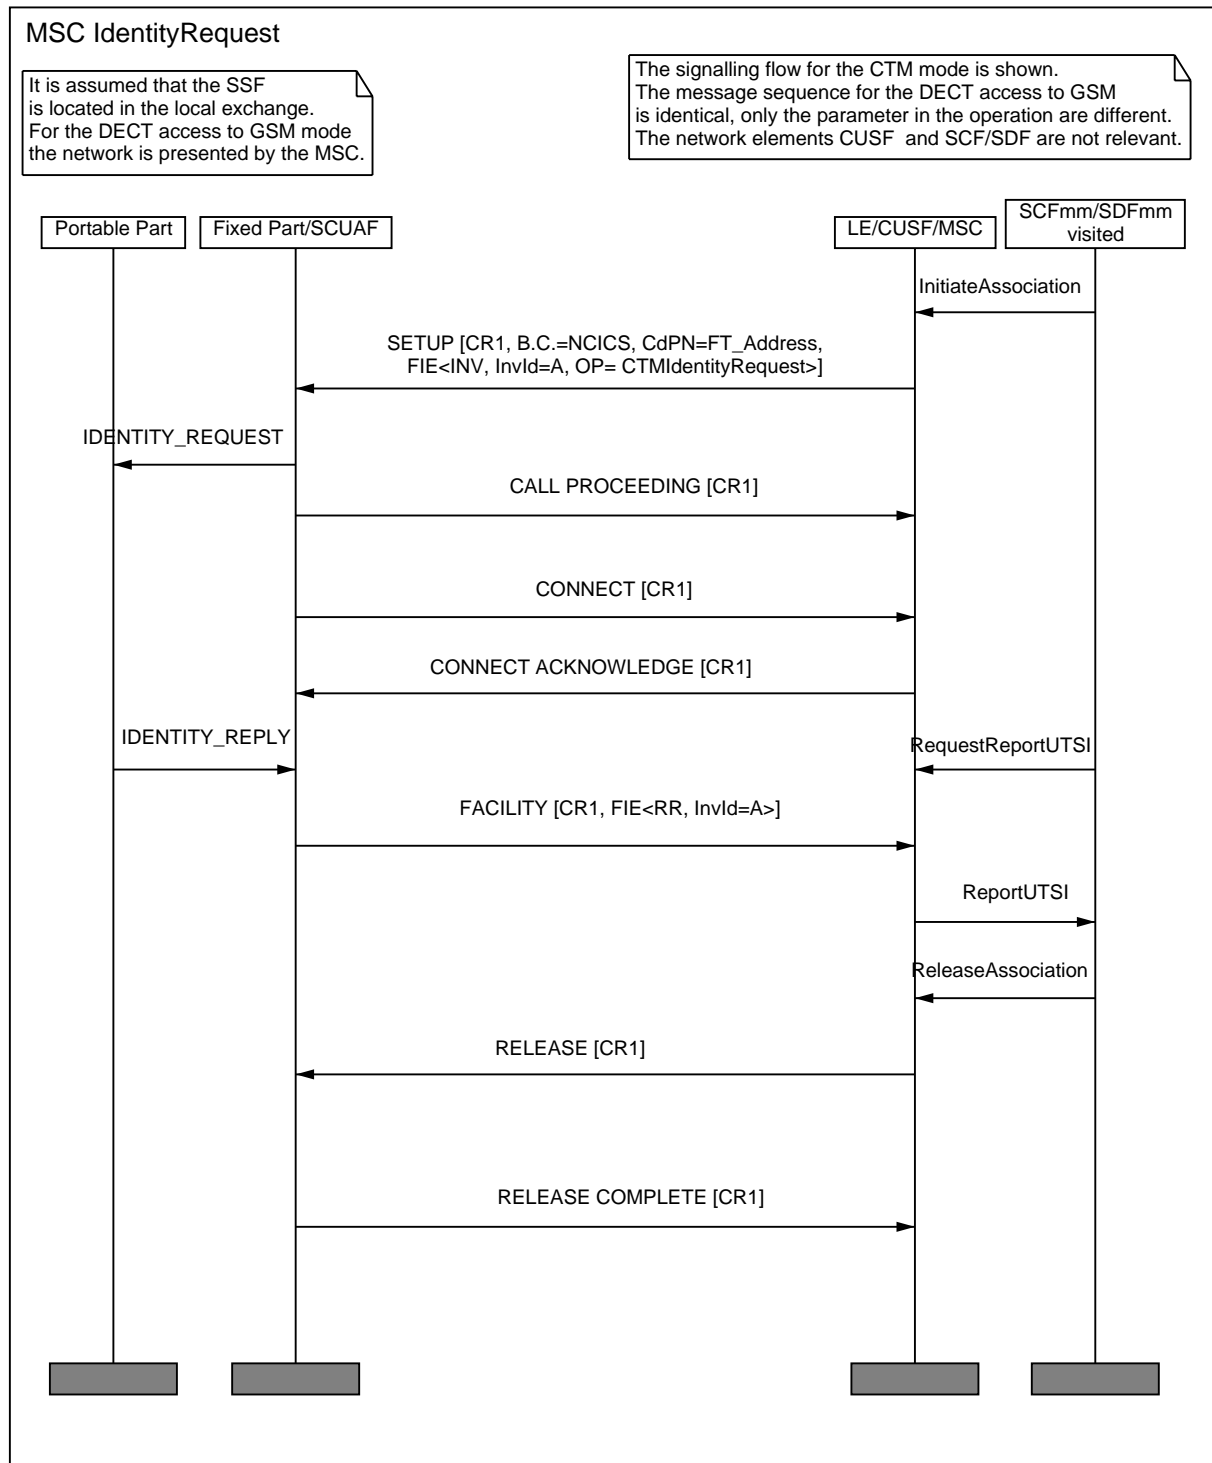 MSC IdentityRequest
It is assumed that the SSF
is located in the local exchange.
For the DECT access to GSM mode
the network is presented by the MSC.
The signalling flow for the CTM mode is shown.
The message sequence for the DECT access to GSM
is identical, only the parameter in the operation are different.
The network elements CUSF and SCF/SDF are not relevant.
Portable Part
Fixed Part/SCUAF
LE/CUSF/MSC
SCFmm/SDFmm
visited
InitiateAssociation
SETUP [CR1, B.C.=NCICS, CdPN=FT_Address,
FIE<INV, InvId=A, OP= CTMIdentityRequest>]
IDENTITY_REQUEST
CALL PROCEEDING [CR1]
CONNECT [CR1]
CONNECT ACKNOWLEDGE [CR1]
IDENTITY_REPLY
RequestReportUTSI
FACILITY [CR1, FIE<RR, InvId=A>]
ReportUTSI
ReleaseAssociation
RELEASE [CR1]
RELEASE COMPLETE [CR1]